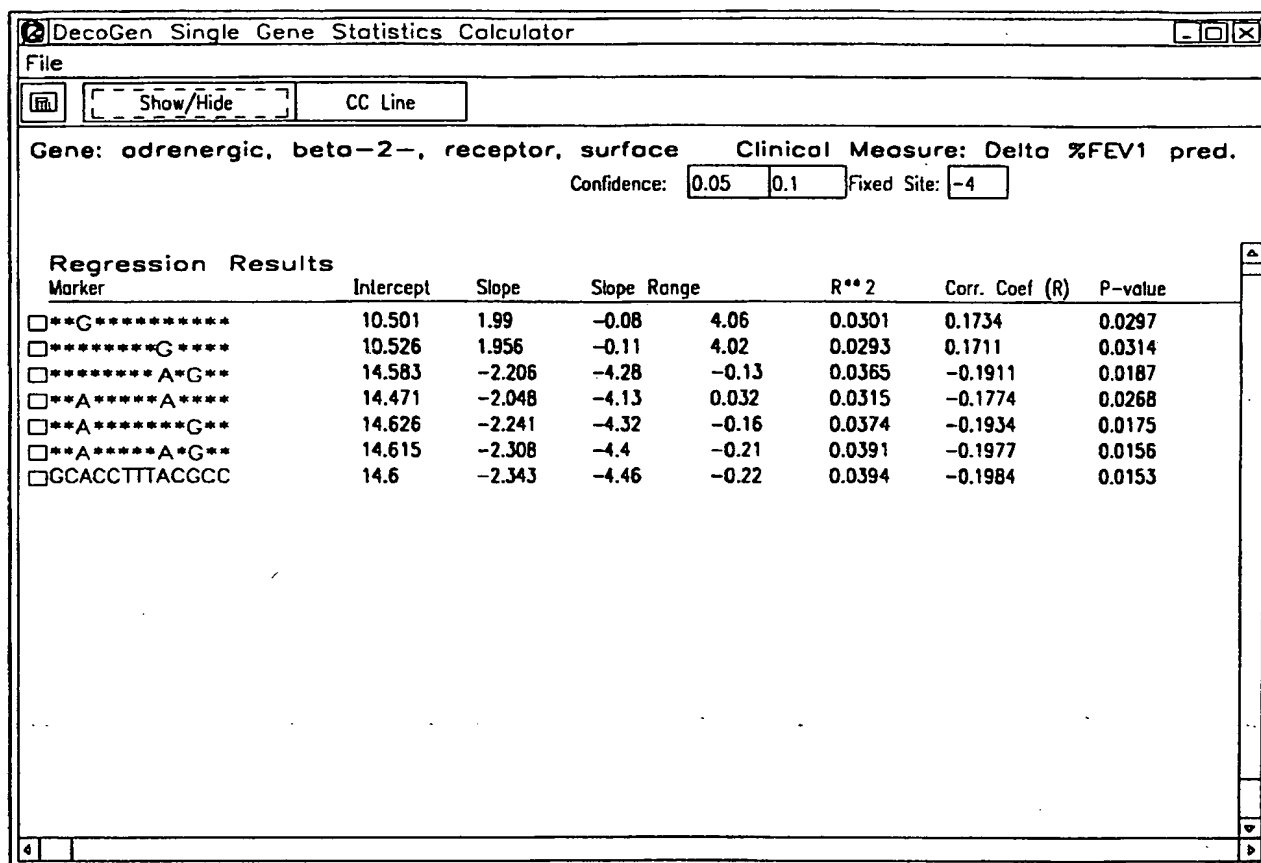 DecoGen Single Gene Statistics Calculator
File
Show/Hide CC Line
Gene: adrenergic, beta-2-, receptor, surface Clinical Measure: Delta %FEV1 pred.
Confidence: 0.05 0.1 Fixed Site: -4
Regression Results
Marker Intercept Slope Slope Range R**2 Corr. Coef (R) P-value
**G********** 10.501 1.99 -0.08 4.06 0.0301 0.1734 0.0297
********G**** 10.526 1.956 -0.11 4.02 0.0293 0.1711 0.0314
********A*G** 14.583 -2.206 -4.28 -0.13 0.0365 -0.1911 0.0187
**A*****A**** 14.471 -2.048 -4.13 0.032 0.0315 -0.1774 0.0268
**A*******G** 14.626 -2.241 -4.32 -0.16 0.0374 -0.1934 0.0175
**A*****A*G** 14.615 -2.308 -4.4 -0.21 0.0391 -0.1977 0.0156
GCACCTTTACGCC 14.6 -2.343 -4.46 -0.22 0.0394 -0.1984 0.0153